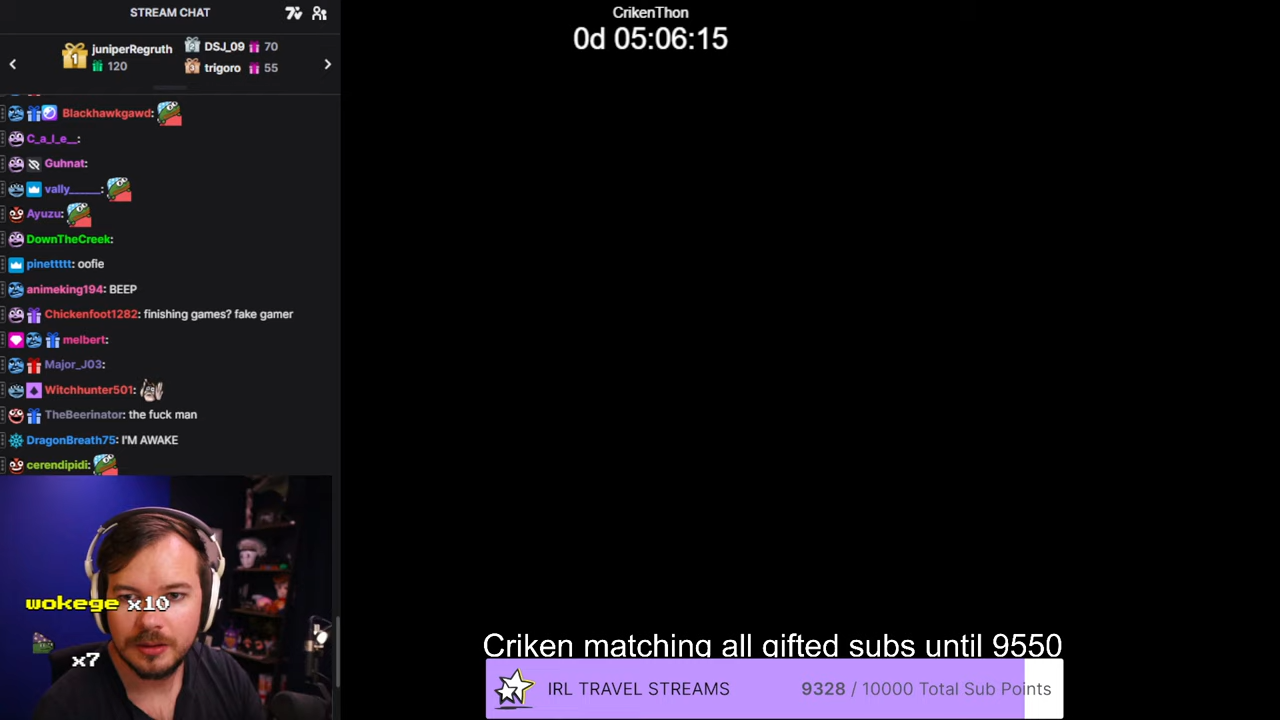 STREAM CHAT
juniperRegruth
120
DSJ_09 70
trigoro 55
Blackhawkgawd:
C_a_l_e__:
Guhnat:
vally______:
Ayuzu:
DownTheCreek:
pinettttt: oofie
animeking194: BEEP
Chickenfoot1282: finishing games? fake gamer
melbert:
Major_J03:
Witchhunter501:
TheBeerinator: the fuck man
DragonBreath75: I'M AWAKE
cerendipidi:
wokege x10
x7
CrikenThon
0d 05:06:15
Criken matching all gifted subs until 9550
IRL TRAVEL STREAMS 9328 / 10000 Total Sub Points